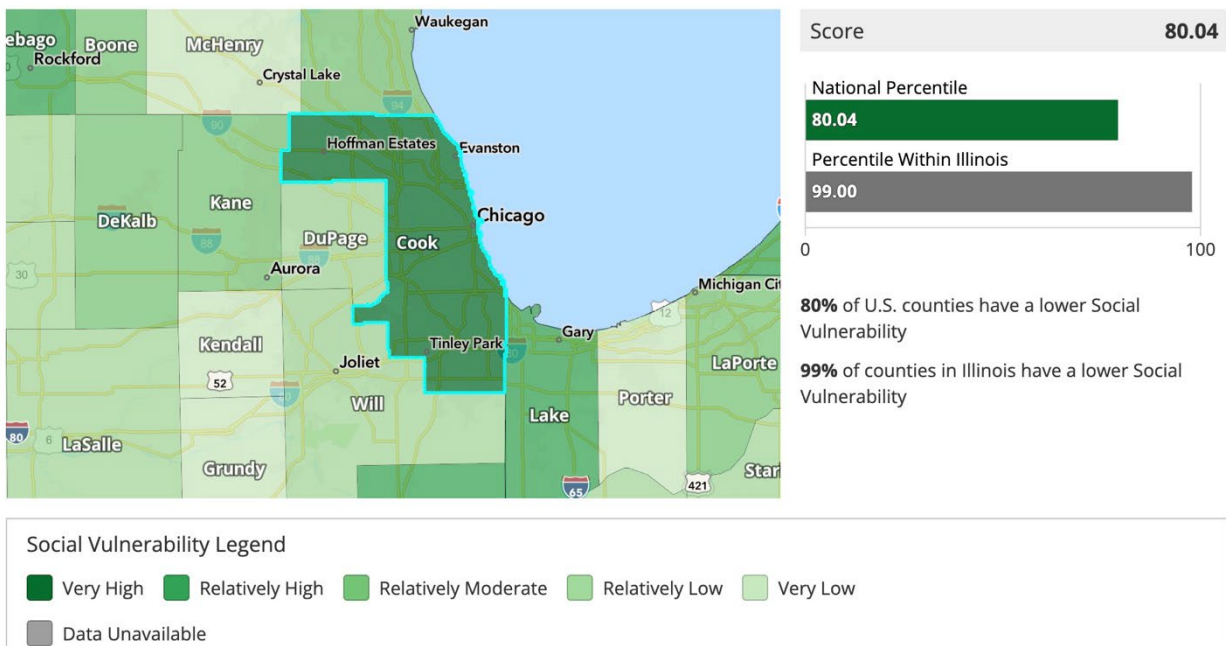 Waukegan
ebago
Boone
McHenry
Rockford
Crystal Lake
94
90
Hoffman Estates
Evanston
Kane
DeKalb
Chicago
DuPage
Cook
88
88
30
Aurora
Michigan Cit
12
Kendall
Tinley Park
Gary
80
Joliet
52
LaPorte
Will
80
Lake
Porter
80
6
LaSalle
Grundy
Star
65
421
Score 80.04
National Percentile
80.04
Percentile Within Illinois
99.00
0 100
80% of U.S. counties have a lower Social
Vulnerability
99% of counties in Illinois have a lower Social
Vulnerability
Social Vulnerability Legend
Very High Relatively High Relatively Moderate Relatively Low Very Low
Data Unavailable